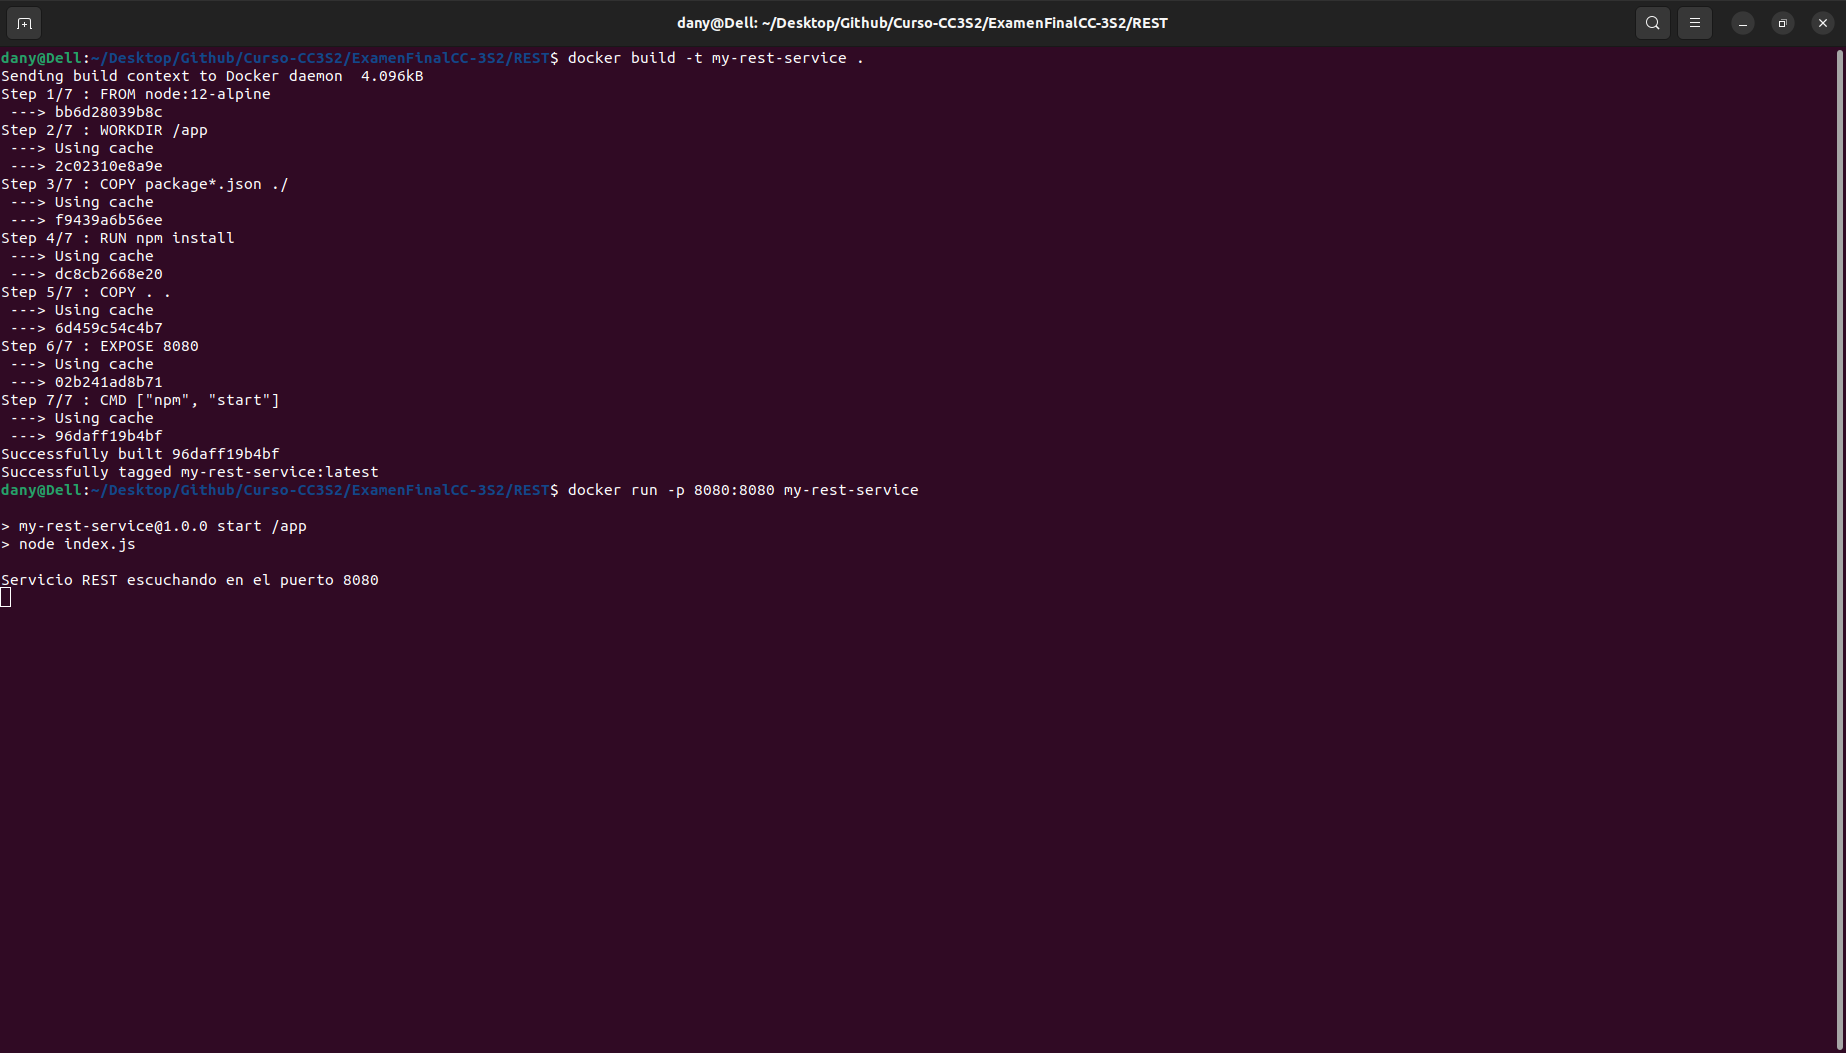 dany@Dell: ~/Desktop/Github/Curso-CC3S2/ExamenFinalCC-3S2/REST
dany@Dell:~/Desktop/Github/Curso-CC3S2/ExamenFinalCC-3S2/REST$ docker build -t my-rest-service .
Sending build context to Docker daemon  4.096kB
Step 1/7 : FROM node:12-alpine
 ---> bb6d28039b8c
Step 2/7 : WORKDIR /app
 ---> Using cache
 ---> 2c02310e8a9e
Step 3/7 : COPY package*.json ./
 ---> Using cache
 ---> f9439a6b56ee
Step 4/7 : RUN npm install
 ---> Using cache
 ---> dc8cb2668e20
Step 5/7 : COPY . .
 ---> Using cache
 ---> 6d459c54c4b7
Step 6/7 : EXPOSE 8080
 ---> Using cache
 ---> 02b241ad8b71
Step 7/7 : CMD ["npm", "start"]
 ---> Using cache
 ---> 96daff19b4bf
Successfully built 96daff19b4bf
Successfully tagged my-rest-service:latest
dany@Dell:~/Desktop/Github/Curso-CC3S2/ExamenFinalCC-3S2/REST$ docker run -p 8080:8080 my-rest-service
> my-rest-service@1.0.0 start /app
> node index.js
Servicio REST escuchando en el puerto 8080